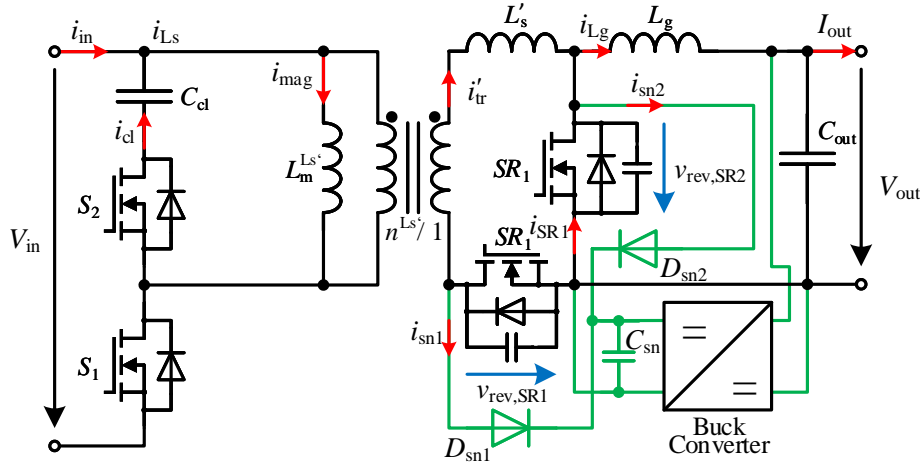 i_in
i_Ls
L's
i_Lg
L_g
I_out
i_mag
i'_tr
i_sn2
C_cl
i_cl
C_out
L_m^Ls'
SR_1
v_rev,SR2
S_2
V_out
n^Ls'/ 1
SR_1
i_SR1
V_in
D_sn2
i_sn1
C_sn
=
S_1
v_rev,SR1
=
D_sn1
Buck
Converter